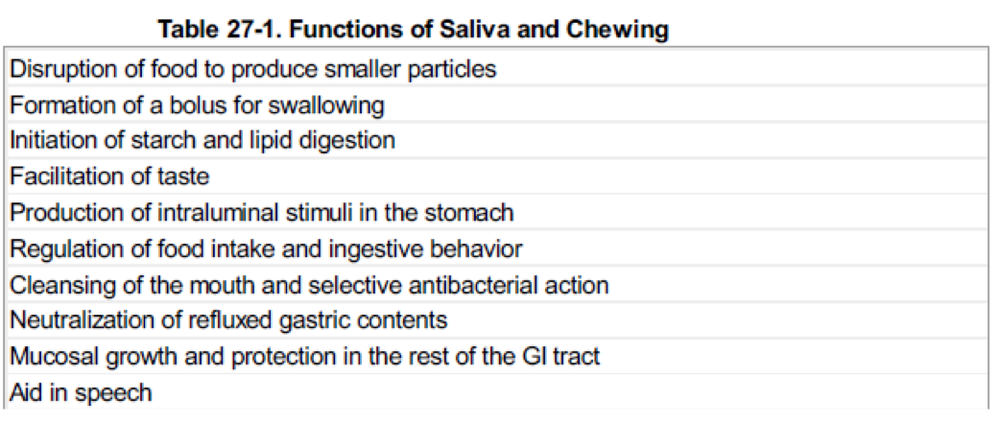 Table 27-1. Functions of Saliva and Chewing
Disruption of food to produce smaller particles
Formation of a bolus for swallowing
Initiation of starch and lipid digestion
Facilitation of taste
Production of intraluminal stimuli in the stomach
Regulation of food intake and ingestive behavior
Cleansing of the mouth and selective antibacterial action
Neutralization of refluxed gastric contents
Mucosal growth and protection in the rest of the GI tract
Aid in speech